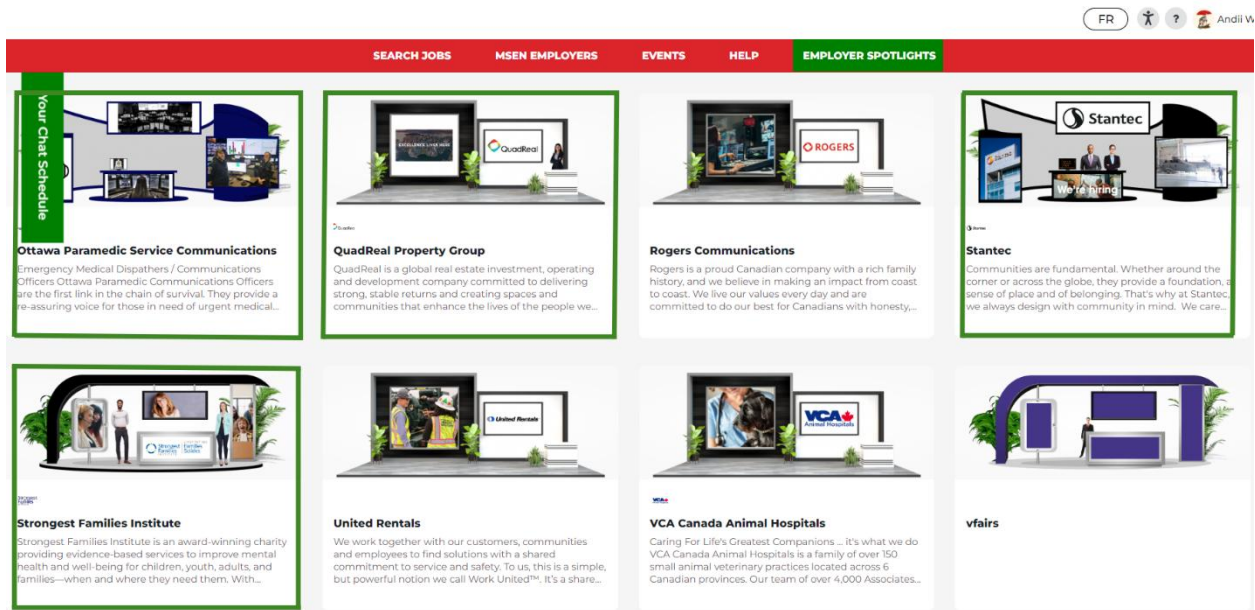 FR
?
Andii W
SEARCH JOBS
MSEN EMPLOYERS
EVENTS
HELP
EMPLOYER SPOTLIGHTS
Your Chat Schedule
EXCELLENCE LIVES HERE
QuadReal
ROGERS
Stantec
We're hiring
QuadReal
Stantec
Ottawa Paramedic Service Communications
Emergency Medical Dispathers / Communications
Officers Ottawa Paramedic Communications Officers
are the first link in the chain of survival. They provide a
re-assuring voice for those in need of urgent medical...
QuadReal Property Group
QuadReal is a global real estate investment, operating
and development company committed to delivering
strong, stable returns and creating spaces and
communities that enhance the lives of the people we...
Rogers Communications
Rogers is a proud Canadian company with a rich family
history, and we believe in making an impact from coast
to coast. We live our values every day and are
committed to do our best for Canadians with honesty,...
Stantec
Communities are fundamental. Whether around the
corner or across the globe, they provide a foundation, a
sense of place and of belonging. That's why at Stantec,
we always design with community in mind. We care...
Strongest
Families
Institute
Families
Solutions
United Rentals
VCA
Animal Hospitals
Strongest
Families
VCA
Strongest Families Institute
Strongest Families Institute is an award-winning charity
providing evidence-based services to improve mental
health and well-being for children, youth, adults, and
families—when and where they need them. With...
United Rentals
We work together with our customers, communities
and employees to find solutions with a shared
commitment to service and safety. To us, this is a simple,
but powerful notion we call Work United™. It's a share...
VCA Canada Animal Hospitals
Caring For Life's Greatest Companions ... it's what we do
VCA Canada Animal Hospitals is a family of over 150
small animal veterinary practices located across 6
Canadian provinces. Our team of over 4,000 Associates...
vfairs